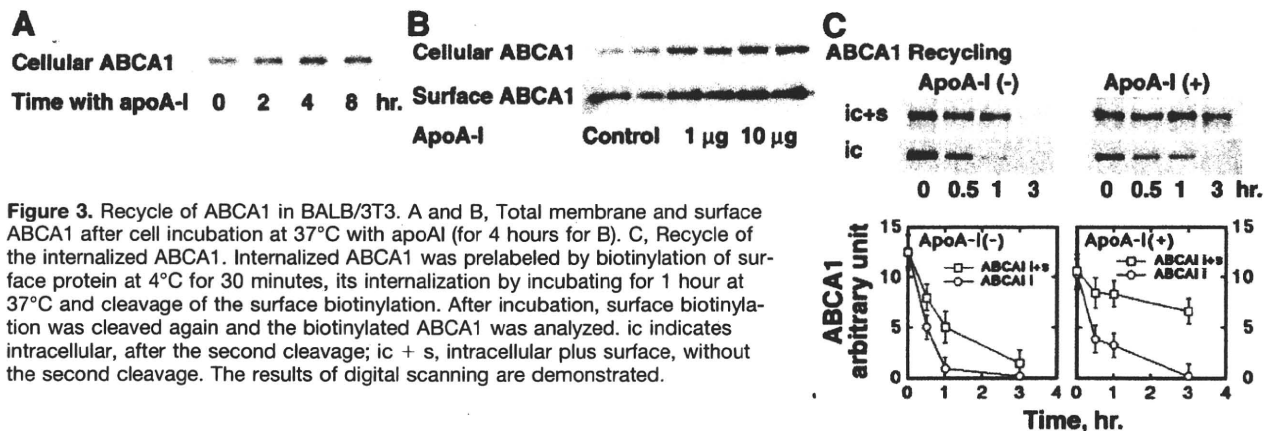 A
Cellular ABCA1
Time with apoA-I 0 2 4 8 hr.
B
Cellular ABCA1
Surface ABCA1
ApoA-I Control 1 µg 10 µg
C
ABCA1 Recycling
ApoA-I (-) ApoA-I (+)
ic+s
ic
0 0.5 1 3 0 0.5 1 3 hr.
Figure 3. Recycle of ABCA1 in BALB/3T3. A and B, Total membrane and surface
ABCA1 after cell incubation at 37°C with apoAI (for 4 hours for B). C, Recycle of
the internalized ABCA1. Internalized ABCA1 was prelabeled by biotinylation of sur-
face protein at 4°C for 30 minutes, its internalization by incubating for 1 hour at
37°C and cleavage of the surface biotinylation. After incubation, surface biotinyla-
tion was cleaved again and the biotinylated ABCA1 was analyzed. ic indicates
intracellular, after the second cleavage; ic + s, intracellular plus surface, without
the second cleavage. The results of digital scanning are demonstrated.
ABCA1
arbitrary unit
15 ApoA-I(-) ApoA-I(+) 15
ABCAI i+s ABCAI i+s
ABCAI i ABCAI i
10 10
5 5
0 0
0 1 2 3 4 0 1 2 3 4
Time, hr.